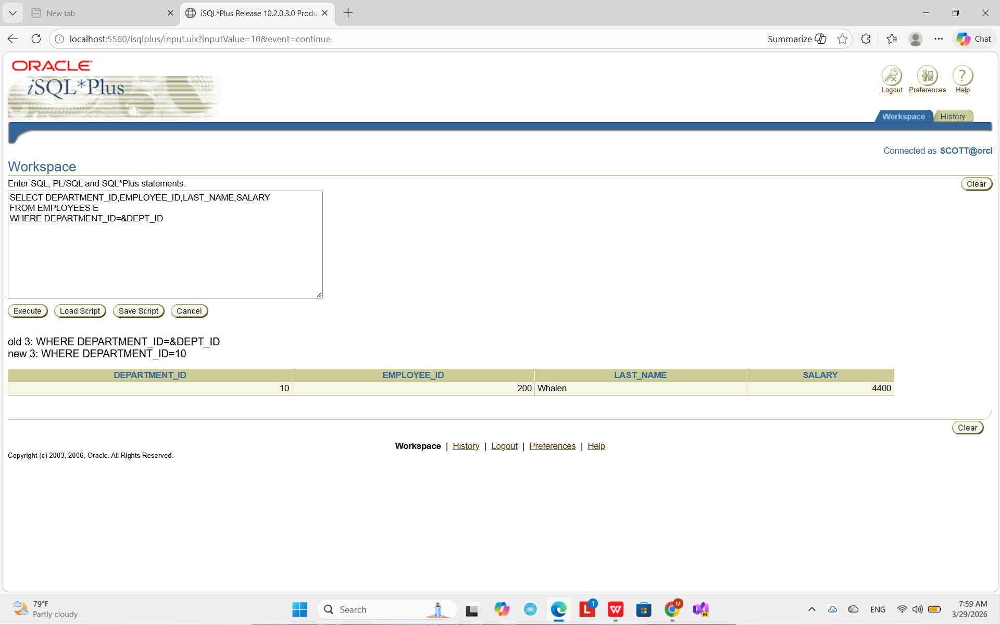 New tab
iSQL*Plus Release 10.2.0.3.0 Produ
localhost:5560/isqlplus/input.uix?inputValue=10&event=continue
Summarize
Chat
ORACLE
iSQL*Plus
Logout
Preferences
Help
Workspace
History
Connected as SCOTT@orcl
Workspace
Enter SQL, PL/SQL and SQL*Plus statements.
Clear
SELECT DEPARTMENT_ID,EMPLOYEE_ID,LAST_NAME,SALARY
FROM EMPLOYEES E
WHERE DEPARTMENT_ID=&DEPT_ID
Execute
Load Script
Save Script
Cancel
old 3: WHERE DEPARTMENT_ID=&DEPT_ID
new 3: WHERE DEPARTMENT_ID=10
DEPARTMENT_ID EMPLOYEE_ID LAST_NAME SALARY
10 200 Whalen 4400
Clear
Workspace | History | Logout | Preferences | Help
Copyright (c) 2003, 2006, Oracle. All Rights Reserved.
79°F
Partly cloudy
Search
L
1
W
M
IN
ENG
7:59 AM
3/29/2026